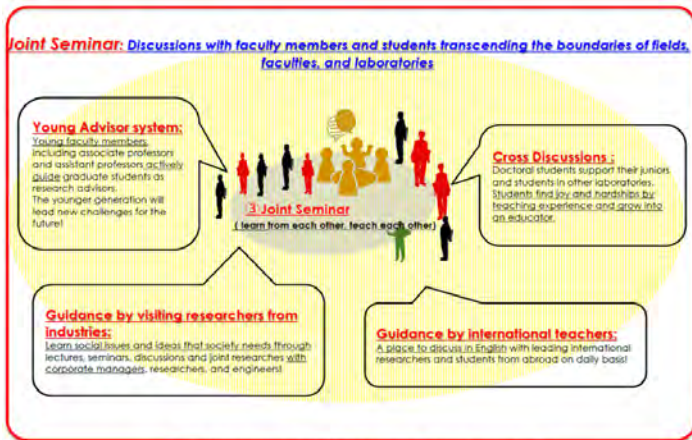 Joint Seminar: Discussions with faculty members and students transcending the boundaries of fields,
faculties, and laboratories
Young Advisor system:
Young faculty members,
including associate professors
and assistant professors actively
guide graduate students as
research advisors.
The younger generation will
lead new challenges for the
future!
Cross Discussions :
Doctoral students support their juniors
and students in other laboratories.
Students find joy and hardships by
teaching experience and grow into
an educator.
③Joint Seminar
( learn from each other, teach each other)
Guidance by visiting researchers from
industries:
Learn social issues and ideas that society needs through
lectures, seminars, discussions and joint researches with
corporate managers, researchers, and engineers!
Guidance by international teachers:
A place to discuss in English with leading international
researchers and students from abroad on daily basis!